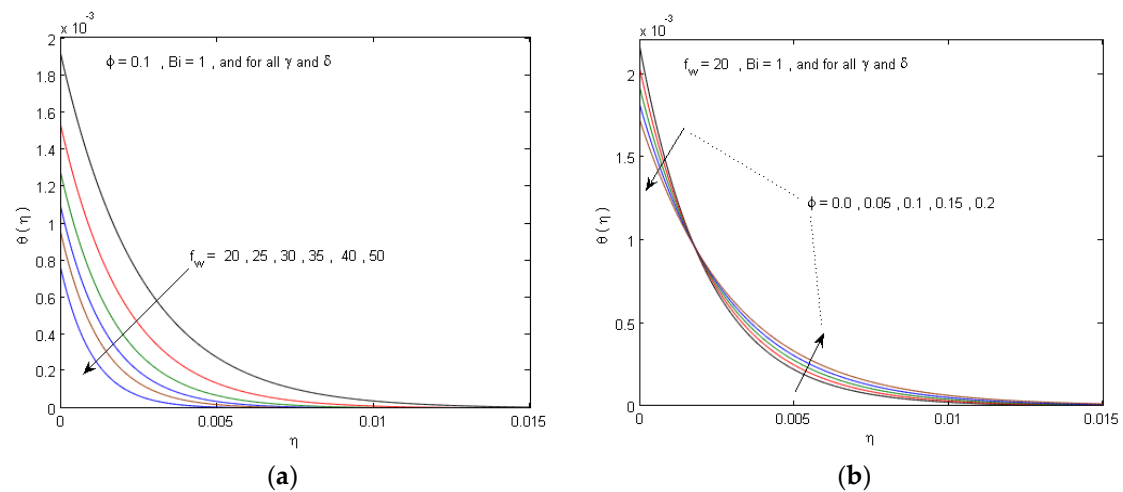 x 10⁻³
2
1.8
1.6
1.4
1.2
1
0.8
0.6
0.4
0.2
0
θ ( η )
ϕ = 0.1 , Bi = 1 , and for all γ and δ
f_w = 20 , 25 , 30 , 35 , 40 , 50
0 0.005 0.01 0.015
η
(a)
x 10⁻³
2
1.5
1
0.5
0
θ ( η )
f_w = 20 , Bi = 1 , and for all γ and δ
ϕ = 0.0 , 0.05 , 0.1 , 0.15 , 0.2
0 0.005 0.01 0.015
η
(b)